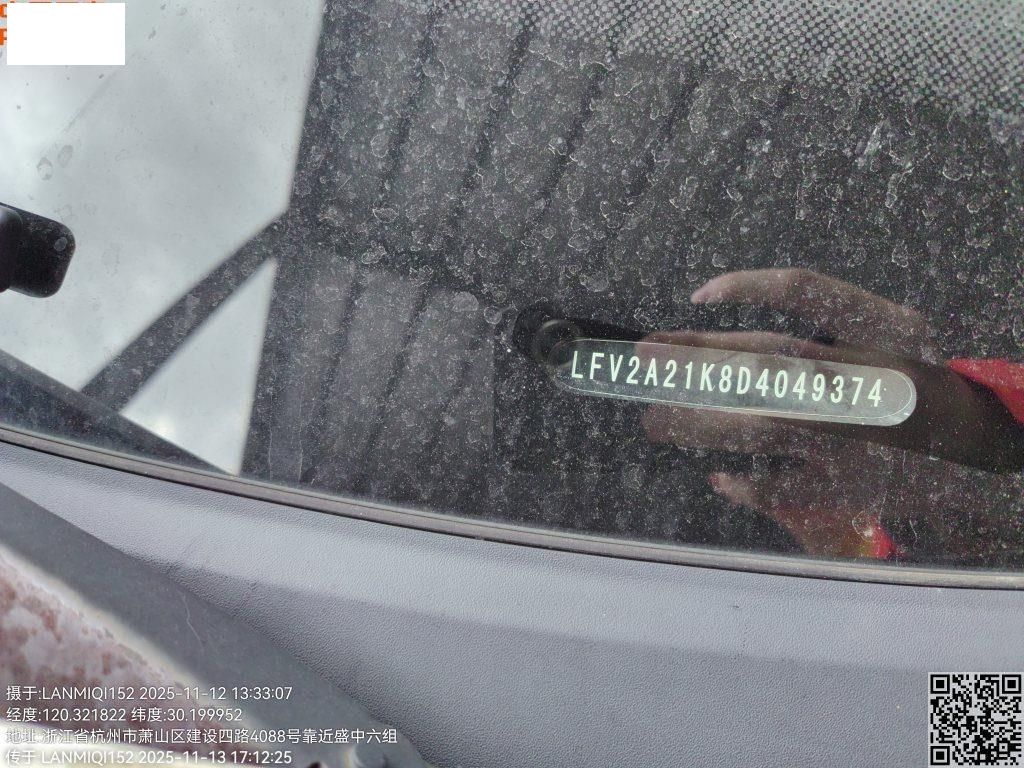 LFV2A21K8D4049374
摄于:LANMIQI152 2025-11-12 13:33:07
经度:120.321822 纬度:30.199952
地址:浙江省杭州市萧山区建设四路4088号靠近盛中六组
传于 LANMIQI152 2025-11-13 17:12:25